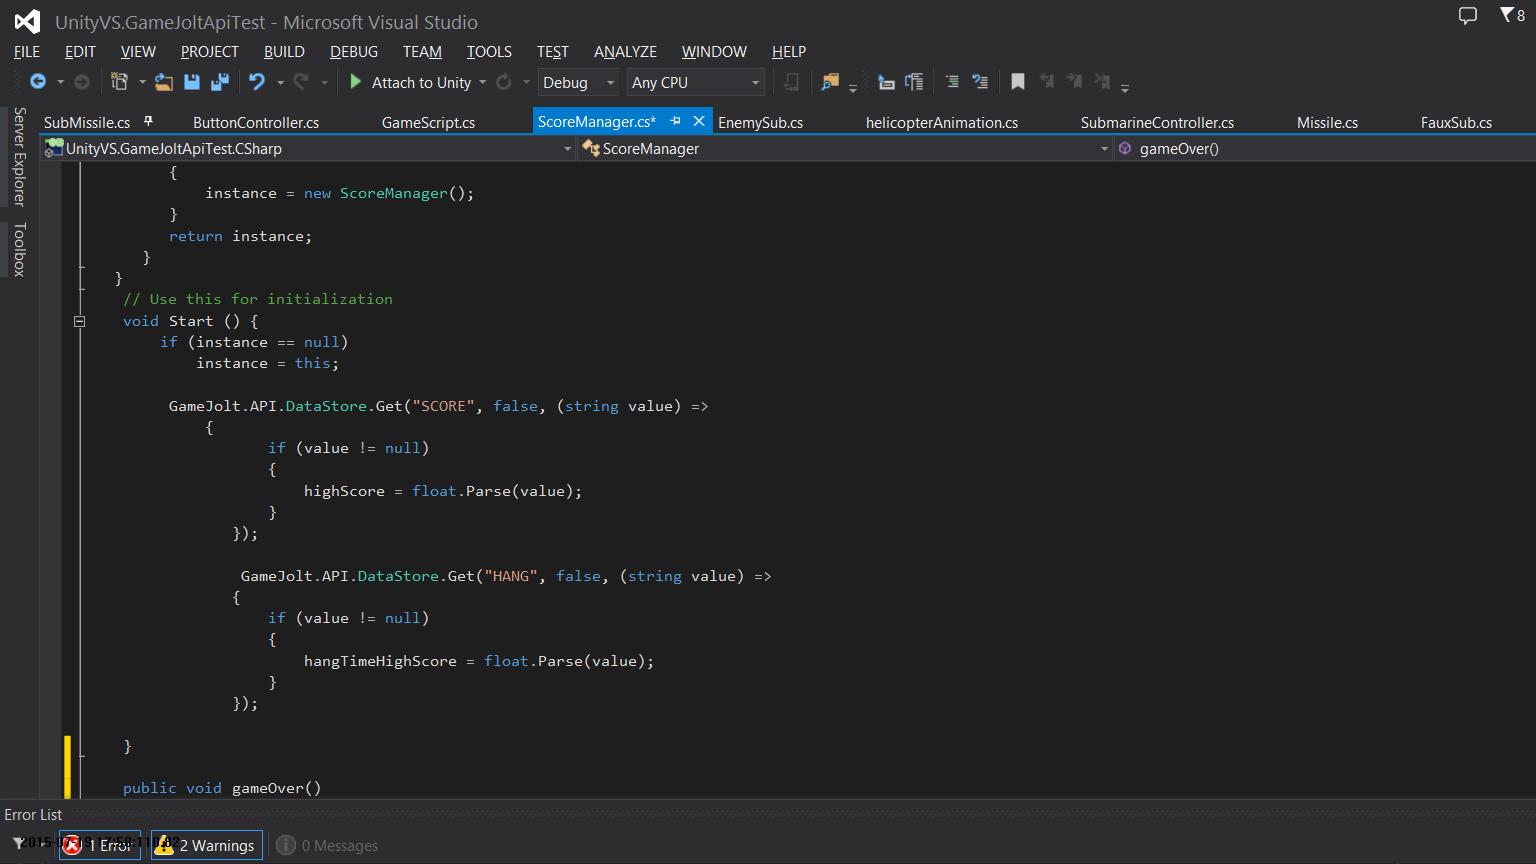 UnityVS.GameJoltApiTest - Microsoft Visual Studio
8
FILE EDIT VIEW PROJECT BUILD DEBUG TEAM TOOLS TEST ANALYZE WINDOW HELP
Attach to Unity Debug Any CPU
Server Explorer
Toolbox
SubMissile.cs ButtonController.cs GameScript.cs ScoreManager.cs* EnemySub.cs helicopterAnimation.cs SubmarineController.cs Missile.cs FauxSub.cs
UnityVS.GameJoltApiTest.CSharp ScoreManager gameOver()
{
instance = new ScoreManager();
}
return instance;
}
}
// Use this for initialization
void Start () {
if (instance == null)
instance = this;
GameJolt.API.DataStore.Get("SCORE", false, (string value) =>
{
if (value != null)
{
highScore = float.Parse(value);
}
});
GameJolt.API.DataStore.Get("HANG", false, (string value) =>
{
if (value != null)
{
hangTimeHighScore = float.Parse(value);
}
});
}
public void gameOver()
Error List
1 Error 2 Warnings 0 Messages